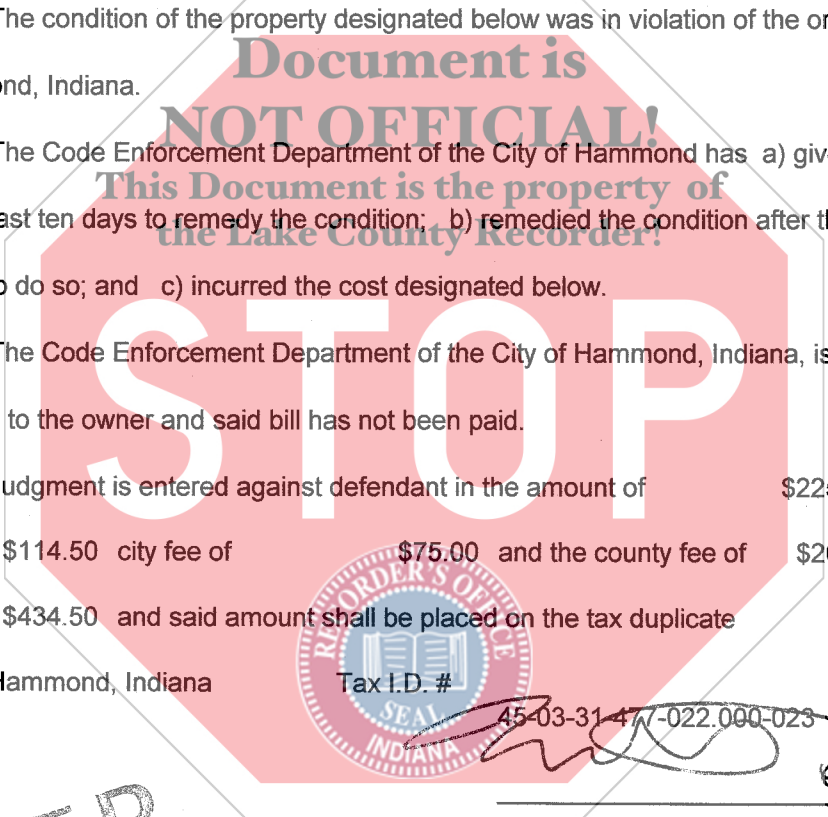 The condition of the property designated below was in violation of the or
Document is
ond, Indiana.
NOT OFFICIAL!
The Code Enforcement Department of the City of Hammond has a) giv
This Document is the property of
ast ten days to remedy the condition; b) remedied the condition after th
the Lake County Recorder!
o do so; and c) incurred the cost designated below.
STOP
The Code Enforcement Department of the City of Hammond, Indiana, is
to the owner and said bill has not been paid.
udgment is entered against defendant in the amount of $225
$114.50 city fee of $75.00 and the county fee of $20
$434.50 and said amount shall be placed on the tax duplicate
Hammond, Indiana Tax I.D. #
45-03-31-477-022.000-023
RECORDER'S OFFICE
SEAL
INDIANA